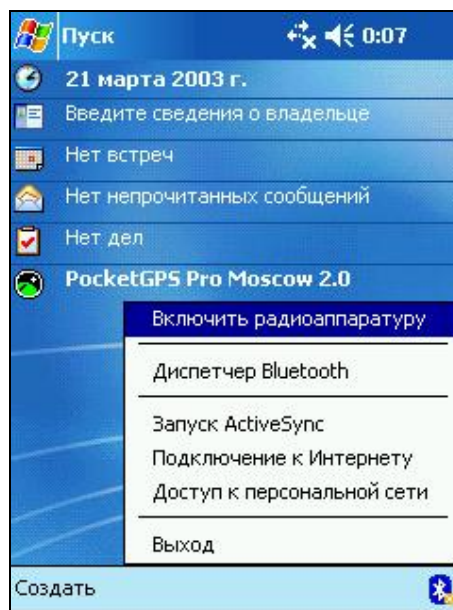 Пуск 0:07
21 марта 2003 г.
Введите сведения о владельце
Нет встреч
Нет непрочитанных сообщений
Нет дел
PocketGPS Pro Moscow 2.0
Включить радиоаппаратуру
Диспетчер Bluetooth
Запуск ActiveSync
Подключение к Интернету
Доступ к персональной сети
Выход
Создать